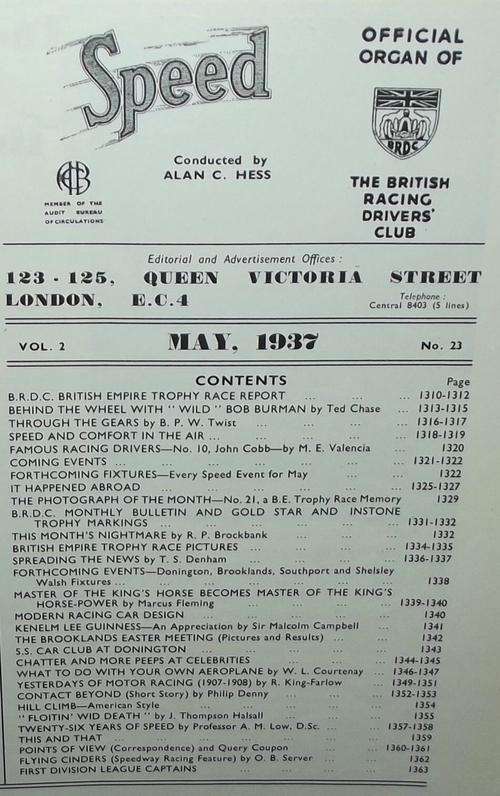 Speed
OFFICIAL
ORGAN OF
BRDC
Conducted by
ALAN C. HESS
ABC
MEMBER OF THE
AUDIT BUREAU
OF CIRCULATIONS
THE BRITISH
RACING
DRIVERS'
CLUB
Editorial and Advertisement Offices :
123 - 125, QUEEN VICTORIA STREET
LONDON, E.C.4
Telephone :
Central 8403 (5 lines)
VOL. 2 MAY, 1937 No. 23
CONTENTS Page
B.R.D.C. BRITISH EMPIRE TROPHY RACE REPORT ... ... ... 1310-1312
BEHIND THE WHEEL WITH "WILD" BOB BURMAN by Ted Chase ... 1313-1315
THROUGH THE GEARS by B. P. W. Twist ... ... ... ... 1316-1317
SPEED AND COMFORT IN THE AIR ... ... ... ... ... 1318-1319
FAMOUS RACING DRIVERS—No. 10, John Cobb—by M. E. Valencia ... 1320
COMING EVENTS ... ... ... ... ... ... 1321-1322
FORTHCOMING FIXTURES—Every Speed Event for May ... ... 1322
IT HAPPENED ABROAD ... ... ... ... ... 1325-1327
THE PHOTOGRAPH OF THE MONTH—No. 21, a B.E. Trophy Race Memory 1329
B.R.D.C. MONTHLY BULLETIN AND GOLD STAR AND INSTONE
TROPHY MARKINGS ... ... ... ... ... 1331-1332
THIS MONTH'S NIGHTMARE by R. P. Brockbank ... ... ... 1332
BRITISH EMPIRE TROPHY RACE PICTURES ... ... ... 1334-1335
SPREADING THE NEWS by T. S. Denham ... ... ... 1336-1337
FORTHCOMING EVENTS—Donington, Brooklands, Southport and Shelsley
Walsh Fixtures ... ... ... ... ... ... 1338
MASTER OF THE KING'S HORSE BECOMES MASTER OF THE KING'S
HORSE-POWER by Marcus Fleming ... ... ... 1339-1340
MODERN RACING CAR DESIGN ... ... ... ... 1340
KENELM LEE GUINNESS—An Appreciation by Sir Malcolm Campbell ... 1341
THE BROOKLANDS EASTER MEETING (Pictures and Results) ... ... 1342
S.S. CAR CLUB AT DONINGTON ... ... ... ... 1343
CHATTER AND MORE PEEPS AT CELEBRITIES ... ... ... 1344-1345
WHAT TO DO WITH YOUR OWN AEROPLANE by W. L. Courtenay ... 1346-1347
YESTERDAYS OF MOTOR RACING (1907-1908) by R. King-Farlow ... 1349-1351
CONTACT BEYOND (Short Story) by Philip Denny ... ... 1352-1353
HILL CLIMB—American Style ... ... ... ... ... 1354
"FLOITIN' WID DEATH" by J. Thompson Halsall ... ... ... 1355
TWENTY-SIX YEARS OF SPEED by Professor A. M. Low, D.Sc. ... ... 1357-1358
THIS AND THAT ... ... ... ... ... ... 1359
POINTS OF VIEW (Correspondence) and Query Coupon ... ... 1360-1361
FLYING CINDERS (Speedway Racing Feature) by O. B. Server ... 1362
FIRST DIVISION LEAGUE CAPTAINS ... ... ... ... 1363